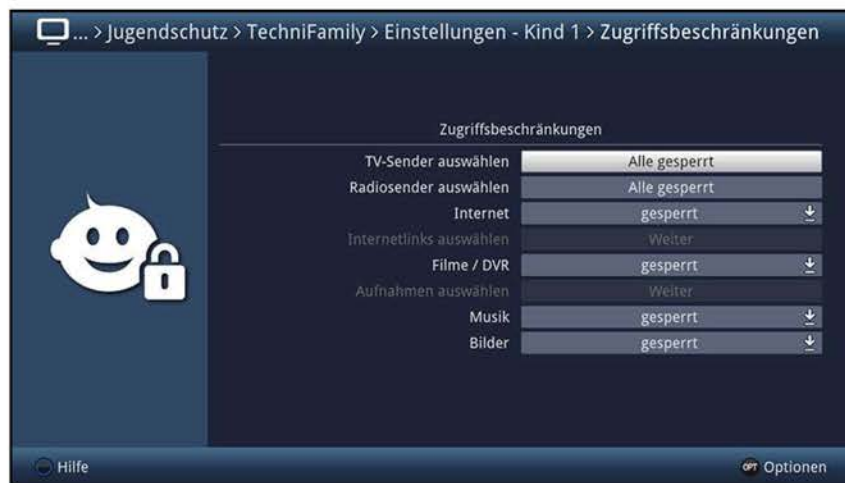 ... > Jugendschutz > TechniFamily > Einstellungen - Kind 1 > Zugriffsbeschränkungen
Zugriffsbeschränkungen
TV-Sender auswählen Alle gesperrt
Radiosender auswählen Alle gesperrt
Internet gesperrt
Internetlinks auswählen Weiter
Filme / DVR gesperrt
Aufnahmen auswählen Weiter
Musik gesperrt
Bilder gesperrt
Hilfe OPT Optionen